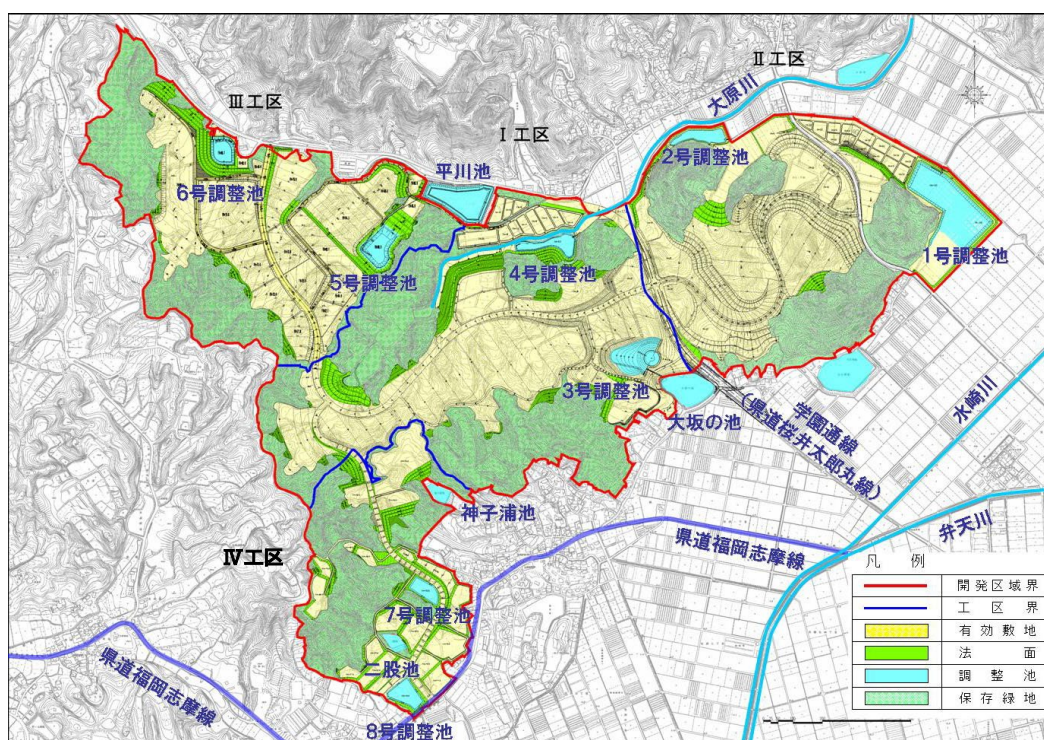 II工区
大原川
III工区
I工区
2号調整池
平川池
6号調整池
1号調整池
4号調整池
5号調整池
3号調整池
大坂の池
学園通線
(県道桜井太郎丸線)
水崎川
神子浦池
県道福岡志摩線
弁天川
IV工区
7号調整池
二股池
県道福岡志摩線
8号調整池
凡 例
開発区域界
工区界
有効敷地
法面
調整池
保存緑地